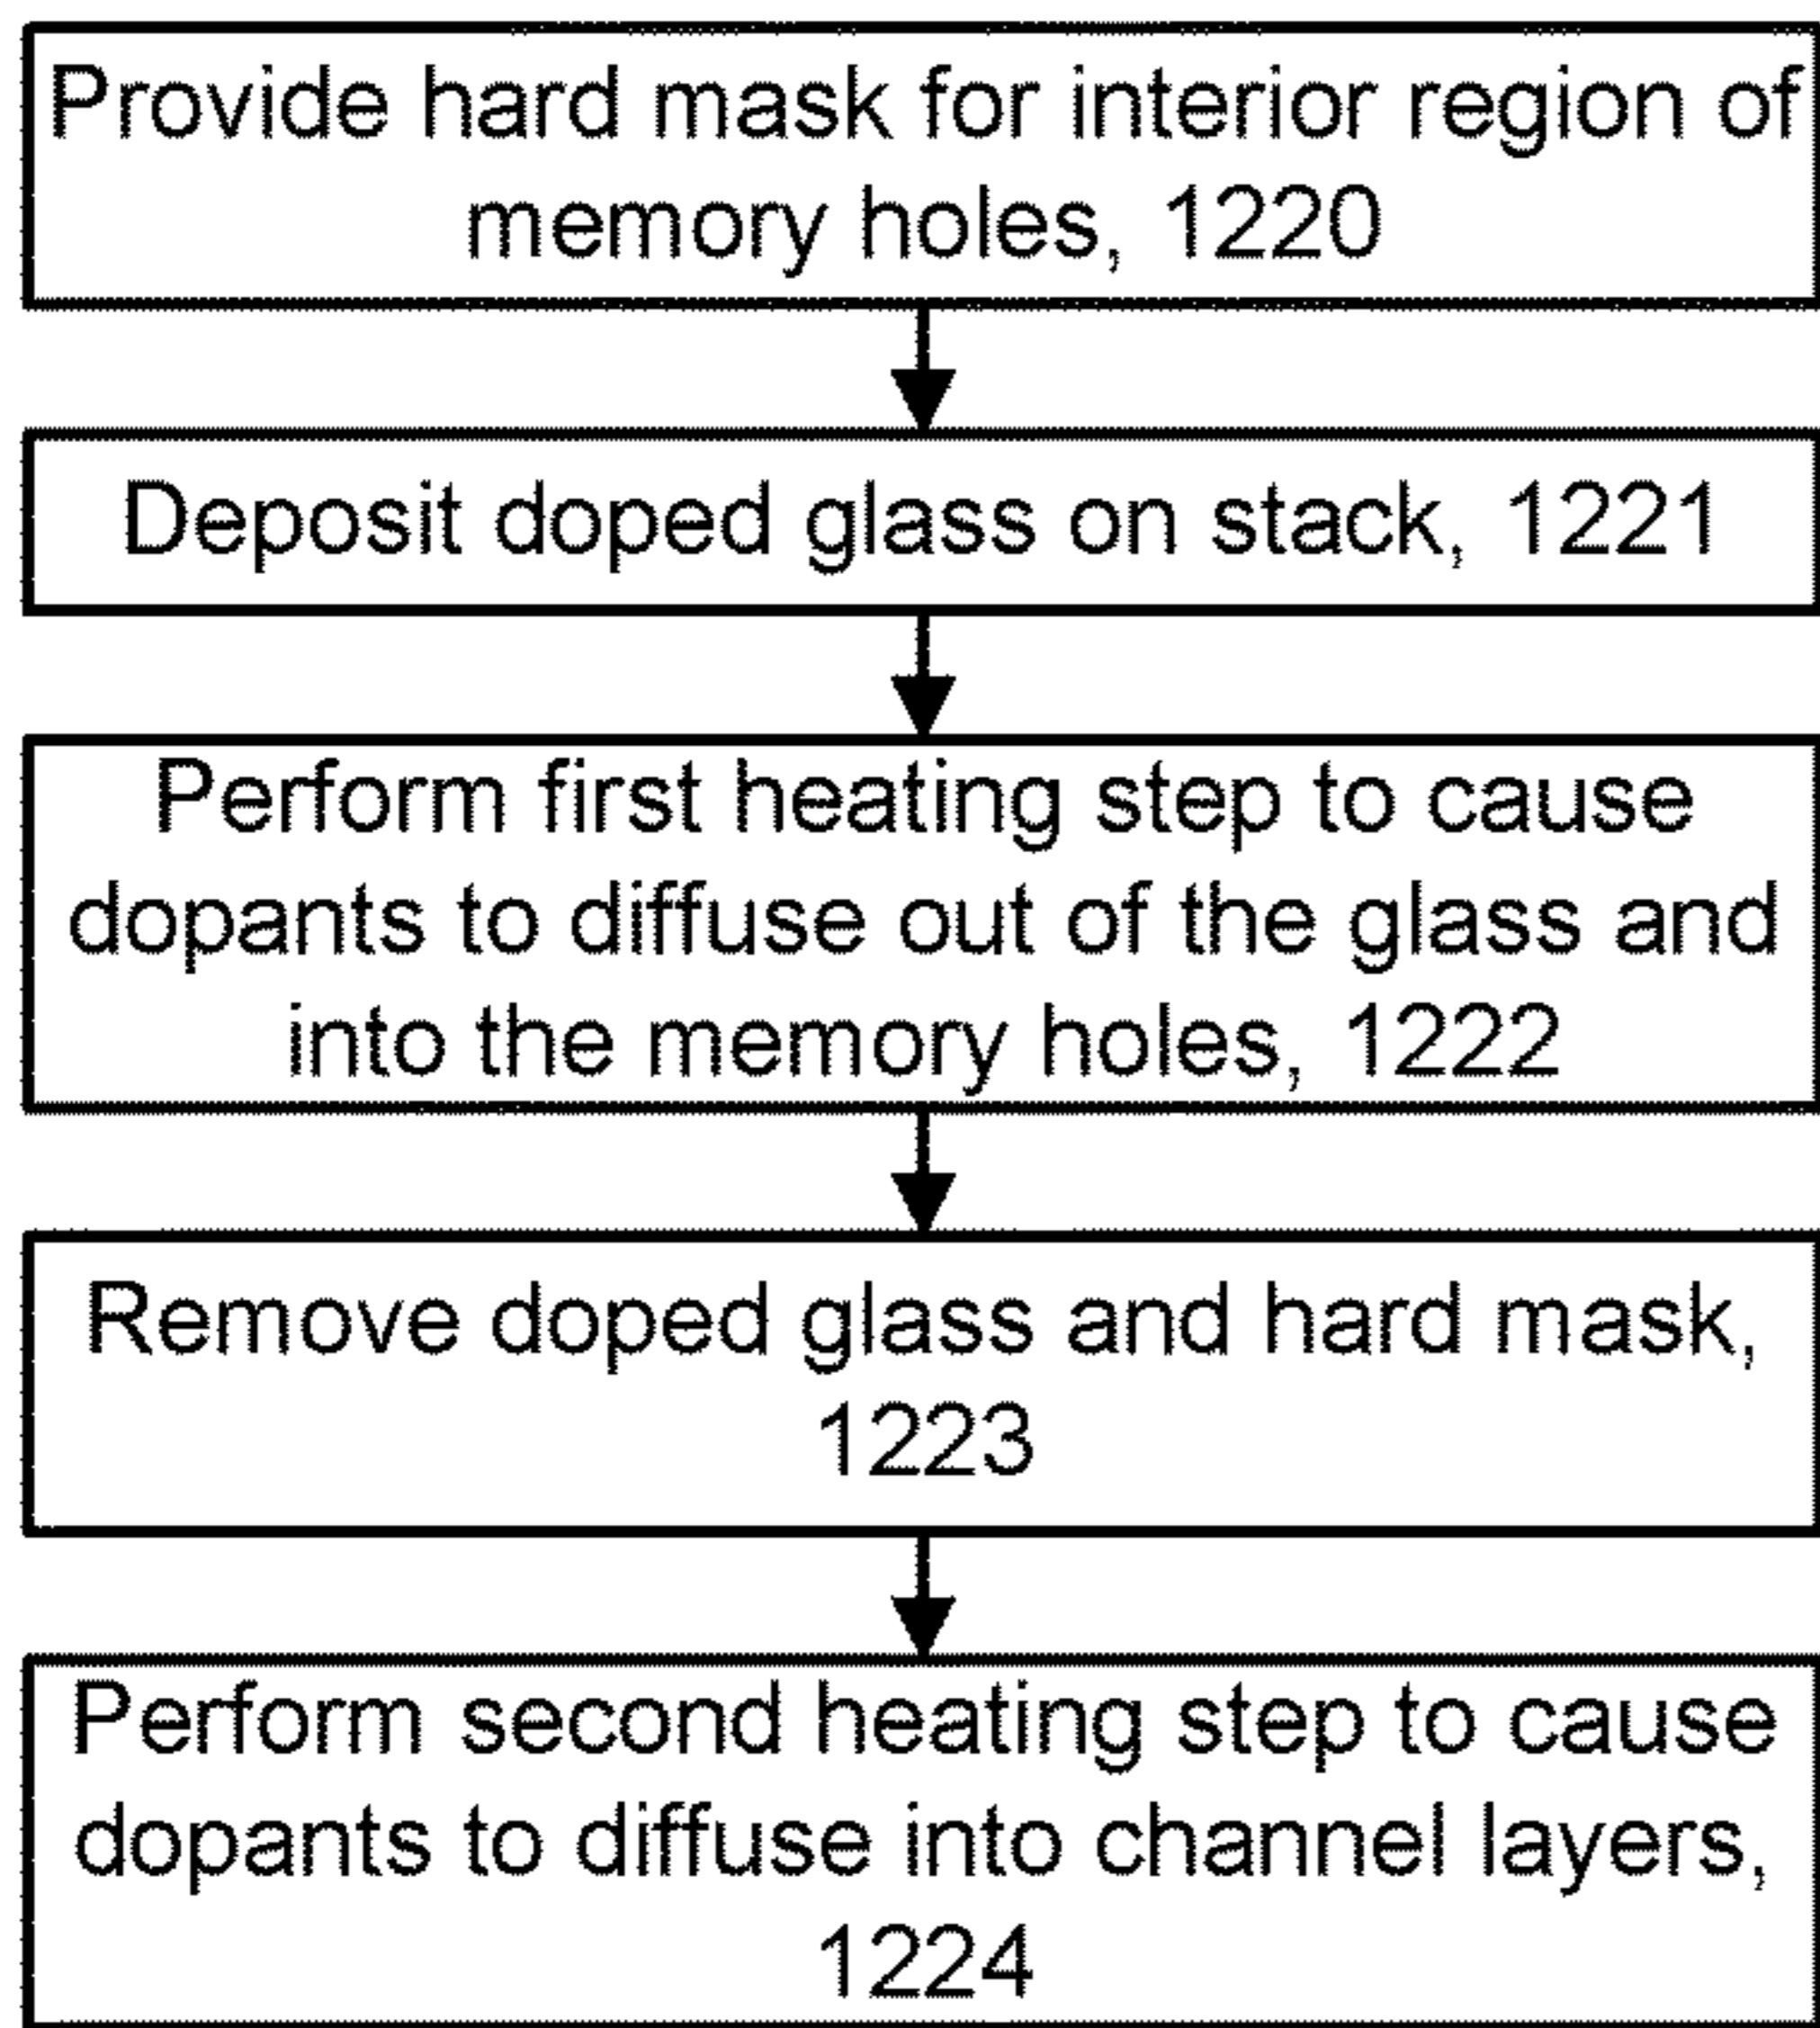 Provide hard mask for interior region of
memory holes, 1220
Deposit doped glass on stack, 1221
Perform first heating step to cause
dopants to diffuse out of the glass and
into the memory holes, 1222
Remove doped glass and hard mask,
1223
Perform second heating step to cause
dopants to diffuse into channel layers,
1224